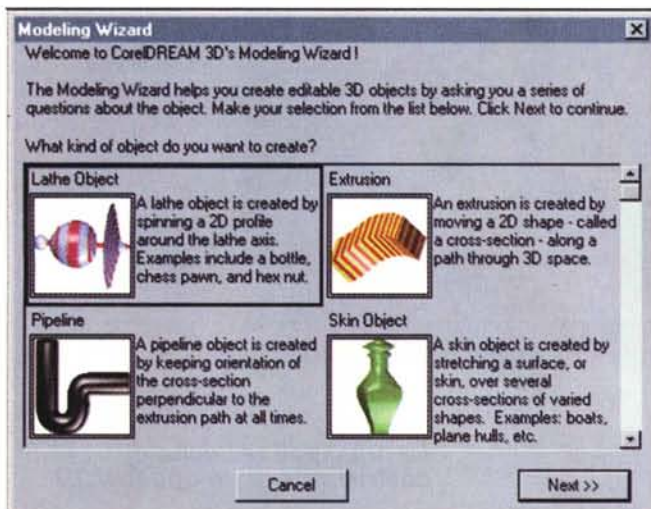 Modeling Wizard
Welcome to CorelDREAM 3D's Modeling Wizard !
The Modeling Wizard helps you create editable 3D objects by asking you a series of
questions about the object. Make your selection from the list below. Click Next to continue.
What kind of object do you want to create?
Lathe Object
A lathe object is created by
spinning a 2D profile
around the lathe axis.
Examples include a bottle,
chess pawn, and hex nut.
Extrusion
An extrusion is created by
moving a 2D shape - called
a cross-section - along a
path through 3D space.
Pipeline
A pipeline object is created
by keeping orientation of
the cross-section
perpendicular to the
extrusion path at all times.
Skin Object
A skin object is created by
stretching a surface, or
skin, over several
cross-sections of varied
shapes. Examples: boats,
plane hulls, etc.
Cancel
Next >>